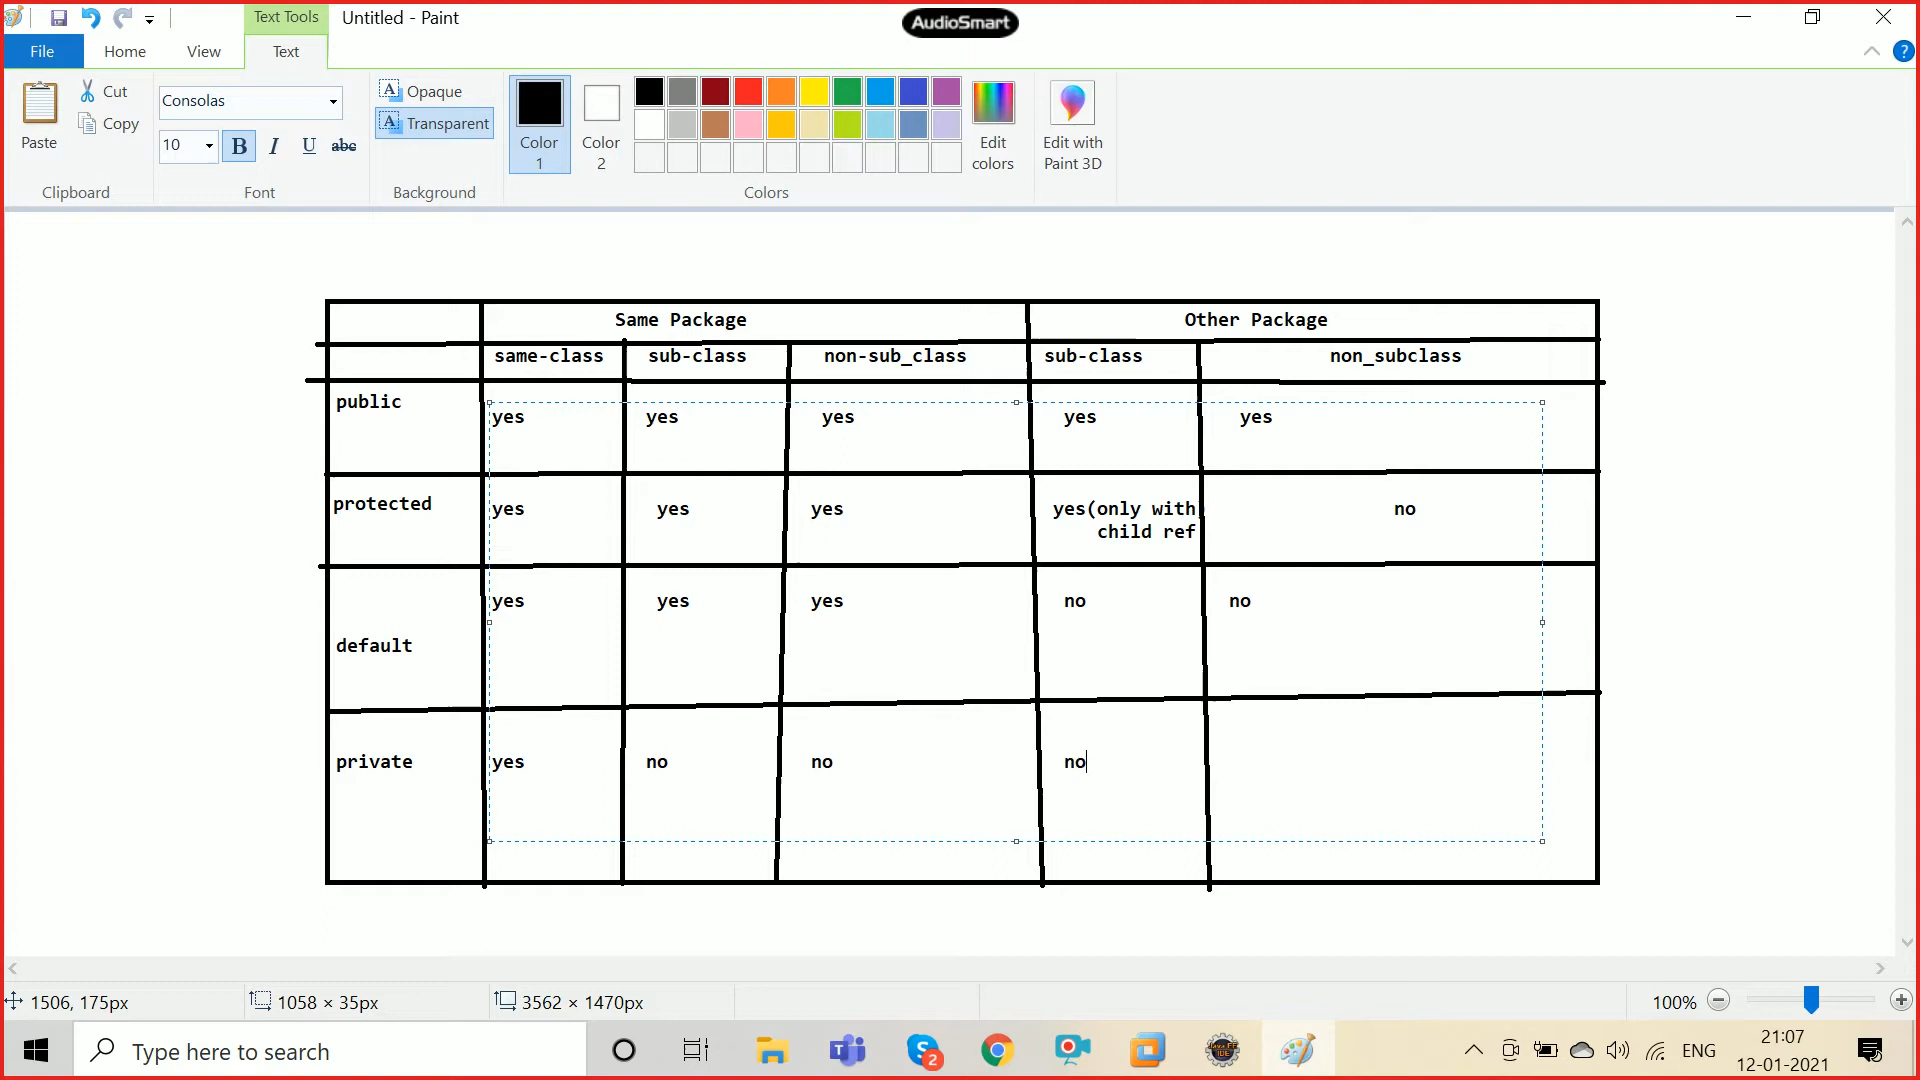 Text Tools
Untitled - Paint
AudioSmart
File
Home
View
Text
?
Paste
Cut
Copy
Clipboard
Consolas
10
B
I
U
abc
Font
A Opaque
A Transparent
Background
Color 1
Color 2
Colors
Edit colors
Edit with Paint 3D
Same Package
Other Package
same-class sub-class non-sub_class sub-class non_subclass
public yes yes yes yes yes
protected yes yes yes yes(only with no
child ref
default yes yes yes no no
private yes no no no
1506, 175px
1058 × 35px
3562 × 1470px
100%
Type here to search
T
S
2
Java EE
IDE
ENG
21:07
12-01-2021